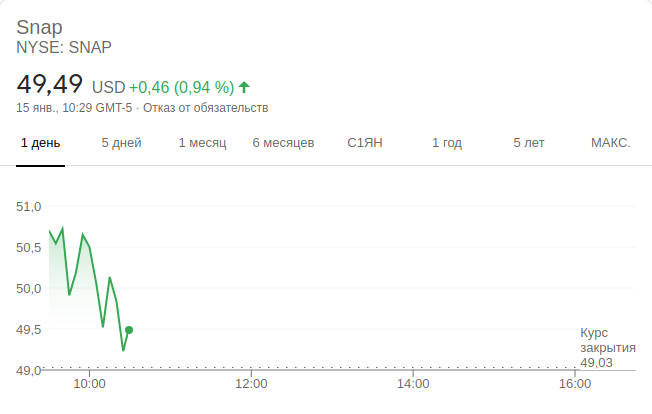 Snap
NYSE: SNAP
49,49 USD +0,46 (0,94 %)
15 янв., 10:29 GMT-5 · Отказ от обязательств
1 день 5 дней 1 месяц 6 месяцев С1ЯН 1 год 5 лет МАКС.
51,0
50,5
50,0
49,5
49,0
Курс
закрытия
49,03
10:00 12:00 14:00 16:00